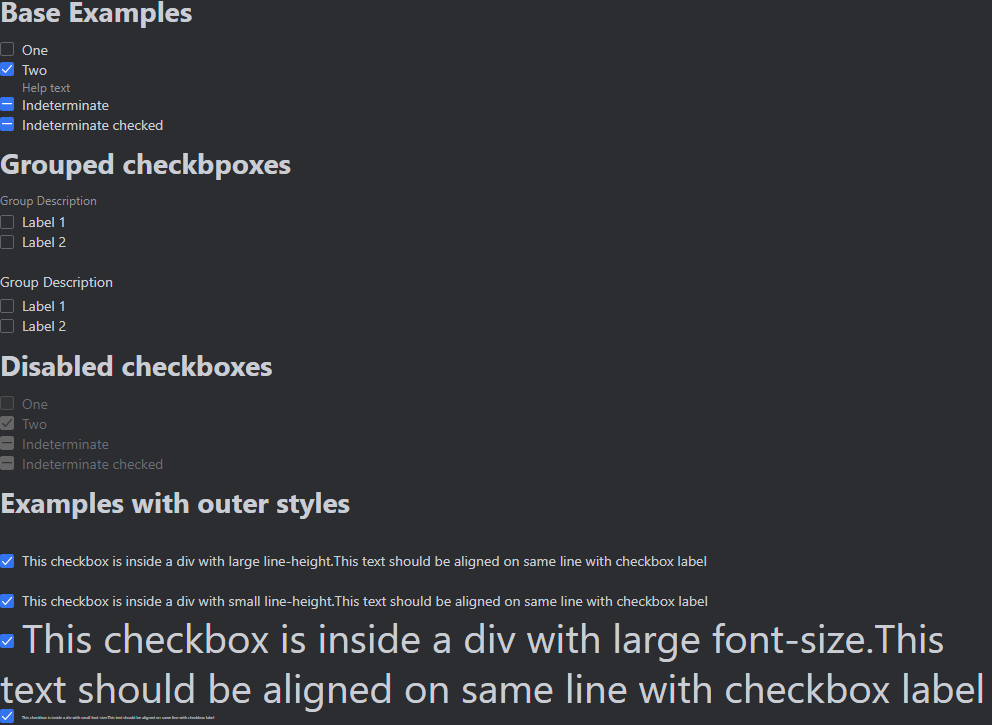 Base Examples
One
Two
Help text
Indeterminate
Indeterminate checked
Grouped checkbpoxes
Group Description
Label 1
Label 2
Group Description
Label 1
Label 2
Disabled checkboxes
One
Two
Indeterminate
Indeterminate checked
Examples with outer styles
This checkbox is inside a div with large line-height.This text should be aligned on same line with checkbox label
This checkbox is inside a div with small line-height.This text should be aligned on same line with checkbox label
This checkbox is inside a div with large font-size.This
text should be aligned on same line with checkbox label
This checkbox is inside a div with small font-size.This text should be aligned on same line with checkbox label